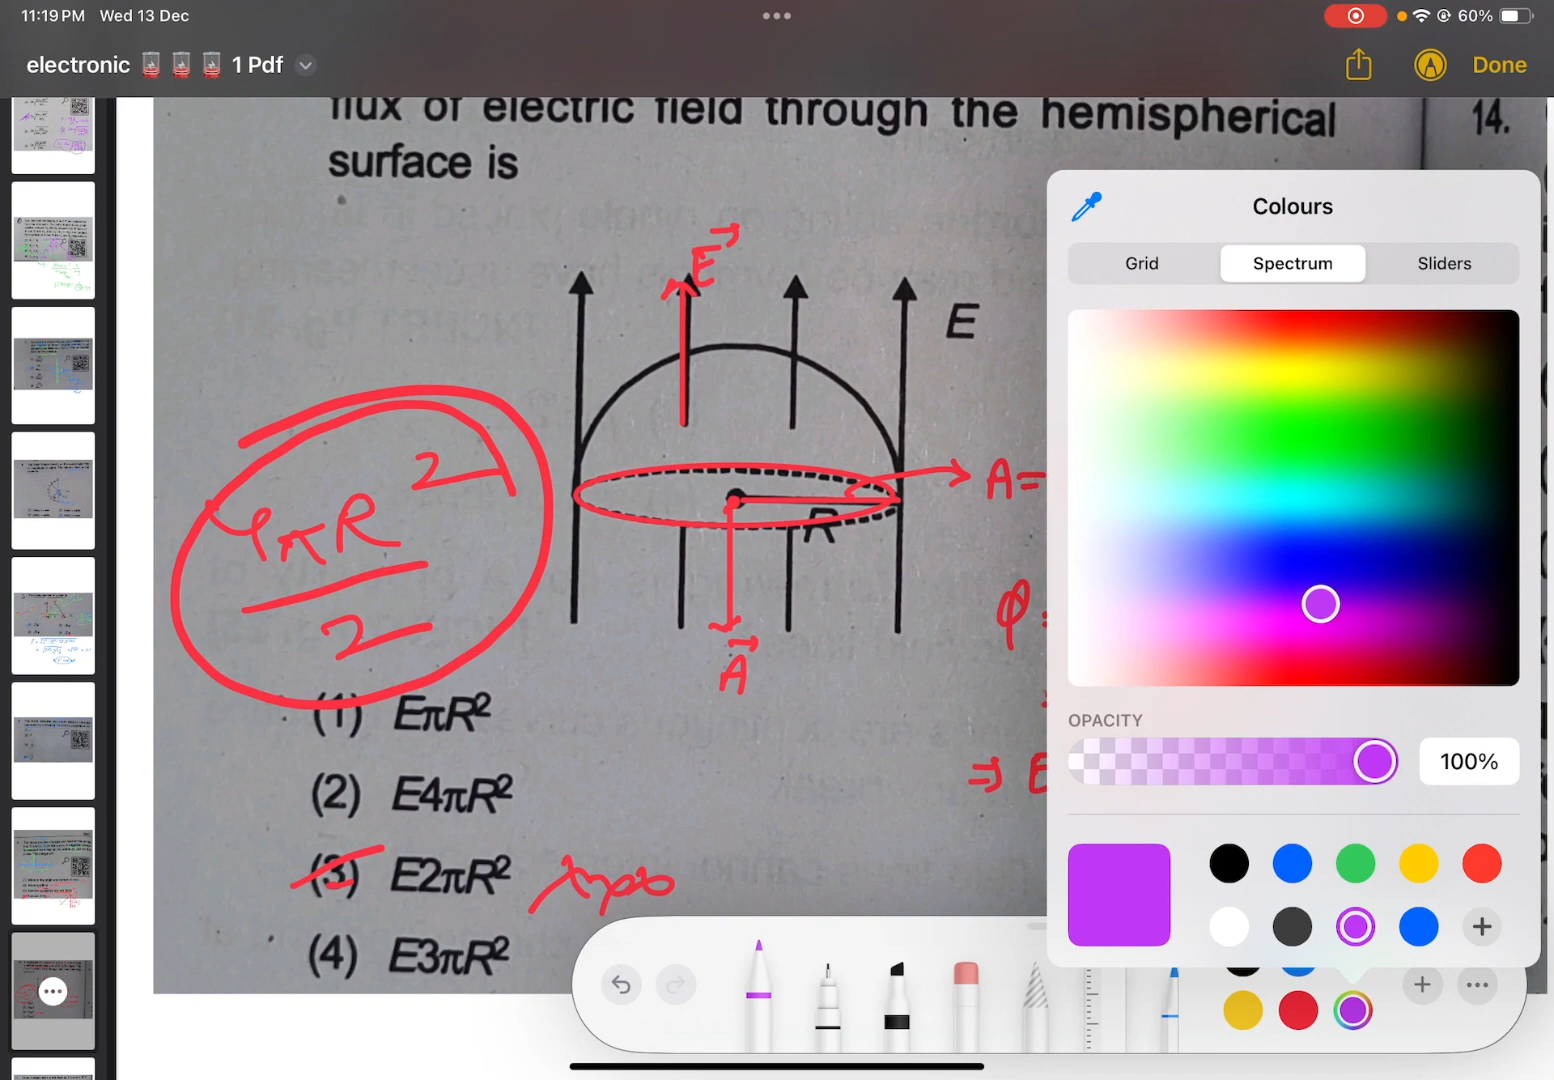 11:19 PM Wed 13 Dec
60%
electronic 1 Pdf
Done
flux of electric field through the hemispherical
surface is
14.
E
E
R
A=
A
φ=
4πR²
2
(1) EπR²
(2) E4πR²
(3) E2πR²
(4) E3πR²
⇒ E
Colours
Grid Spectrum Sliders
OPACITY
100%